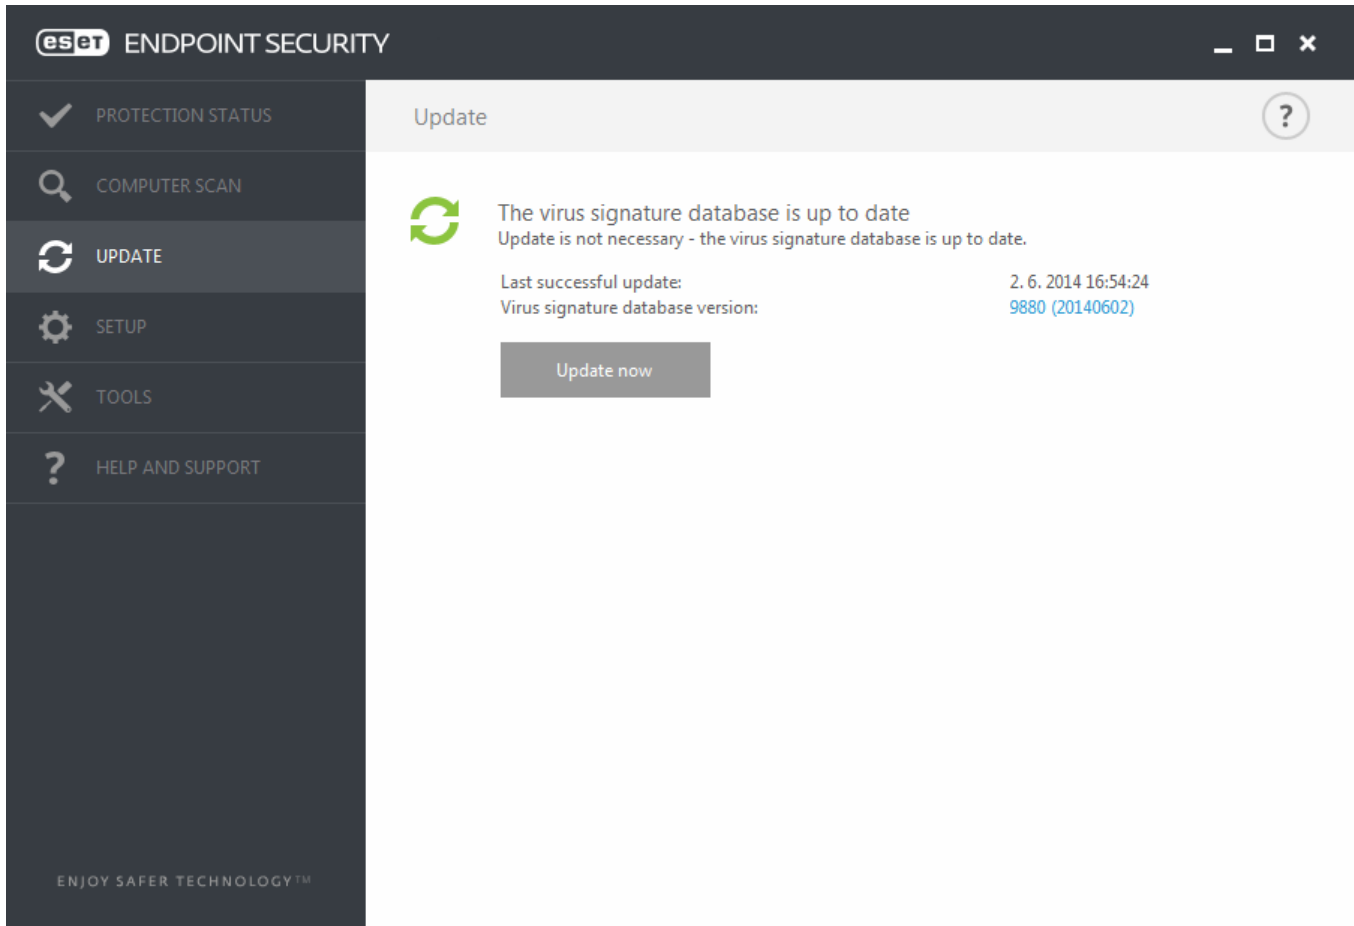 eset ENDPOINT SECURITY
PROTECTION STATUS
COMPUTER SCAN
UPDATE
SETUP
TOOLS
? HELP AND SUPPORT
ENJOY SAFER TECHNOLOGY™
Update ?
The virus signature database is up to date
Update is not necessary - the virus signature database is up to date.
Last successful update: 2. 6. 2014 16:54:24
Virus signature database version: 9880 (20140602)
Update now